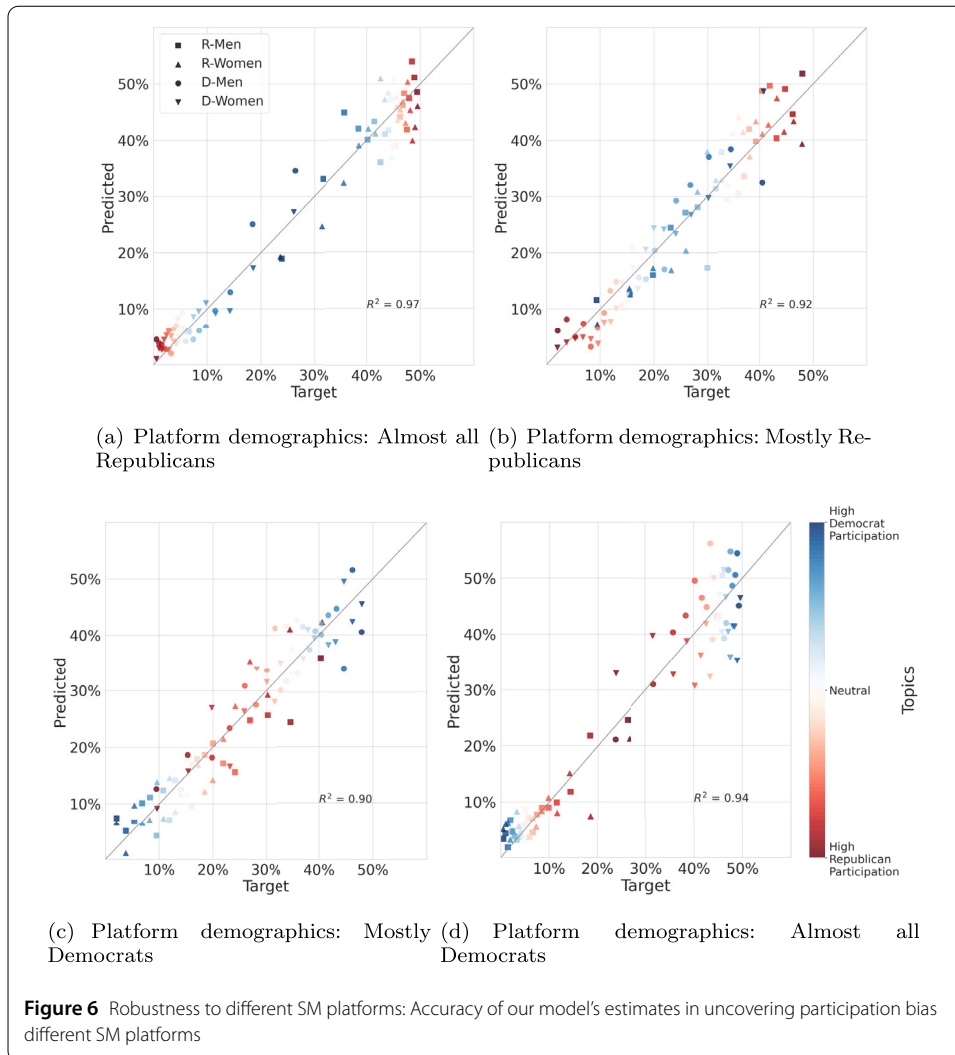 R-Men
R-Women
D-Men
D-Women
50%
40%
30%
20%
10%
Predicted
R² = 0.97
10% 20% 30% 40% 50%
Target
50%
40%
30%
20%
10%
Predicted
R² = 0.92
10% 20% 30% 40% 50%
Target
(a) Platform demographics: Almost all
Republicans
(b) Platform demographics: Mostly Re-
publicans
50%
40%
30%
20%
10%
Predicted
R² = 0.90
10% 20% 30% 40% 50%
Target
50%
40%
30%
20%
10%
Predicted
R² = 0.94
10% 20% 30% 40% 50%
Target
High
Democrat
Participation
Neutral
High
Republican
Participation
Topics
(c) Platform demographics: Mostly
Democrats
(d) Platform demographics: Almost all
Democrats
Figure 6 Robustness to different SM platforms: Accuracy of our model's estimates in uncovering participation bias
different SM platforms